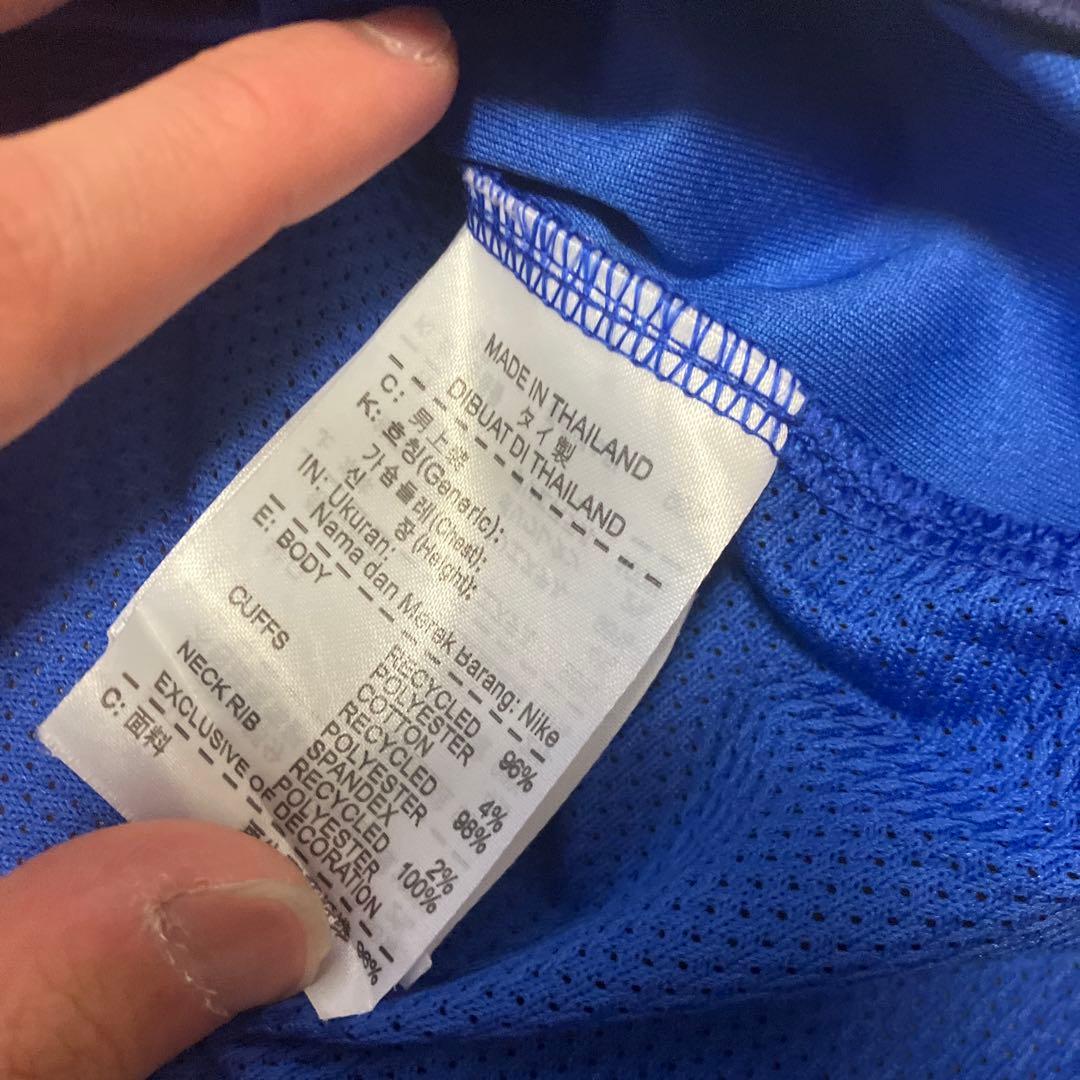 MADE IN THAILAND
タイ製
DIBUAT DI THAILAND
C: 男上装
K: 호칭(Generic):
가슴둘레(Chest):
신 장 (Height):
IN: Ukuran:
Nama dan Merek Barang: Nike
E: BODY
RECYCLED
POLYESTER 96%
COTTON 4%
CUFFS
RECYCLED
POLYESTER 98%
SPANDEX 2%
NECK RIB
RECYCLED
POLYESTER 100%
EXCLUSIVE OF DECORATION
C: 面料
96%